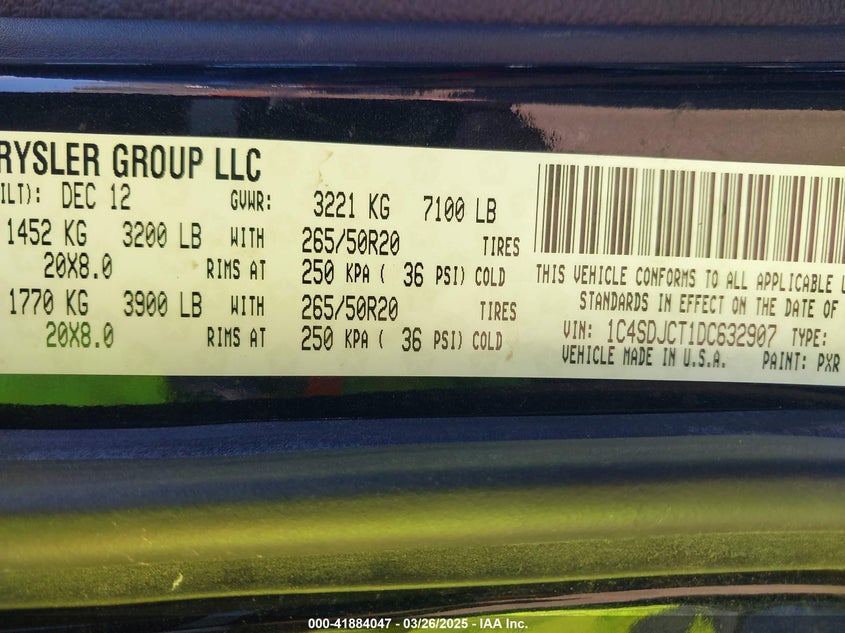 RYSLER GROUP LLC
ILT): DEC 12 GVWR: 3221 KG 7100 LB
1452 KG 3200 LB WITH 265/50R20 TIRES
20X8.0 RIMS AT 250 KPA ( 36 PSI) COLD
1770 KG 3900 LB WITH 265/50R20 TIRES
20X8.0 RIMS AT 250 KPA ( 36 PSI) COLD
THIS VEHICLE CONFORMS TO ALL APPLICABLE U
STANDARDS IN EFFECT ON THE DATE OF
VIN: 1C4SDJCT1DC632907 TYPE:
VEHICLE MADE IN U.S.A. PAINT: PXR
000-41884047 - 03/26/2025 - IAA Inc.